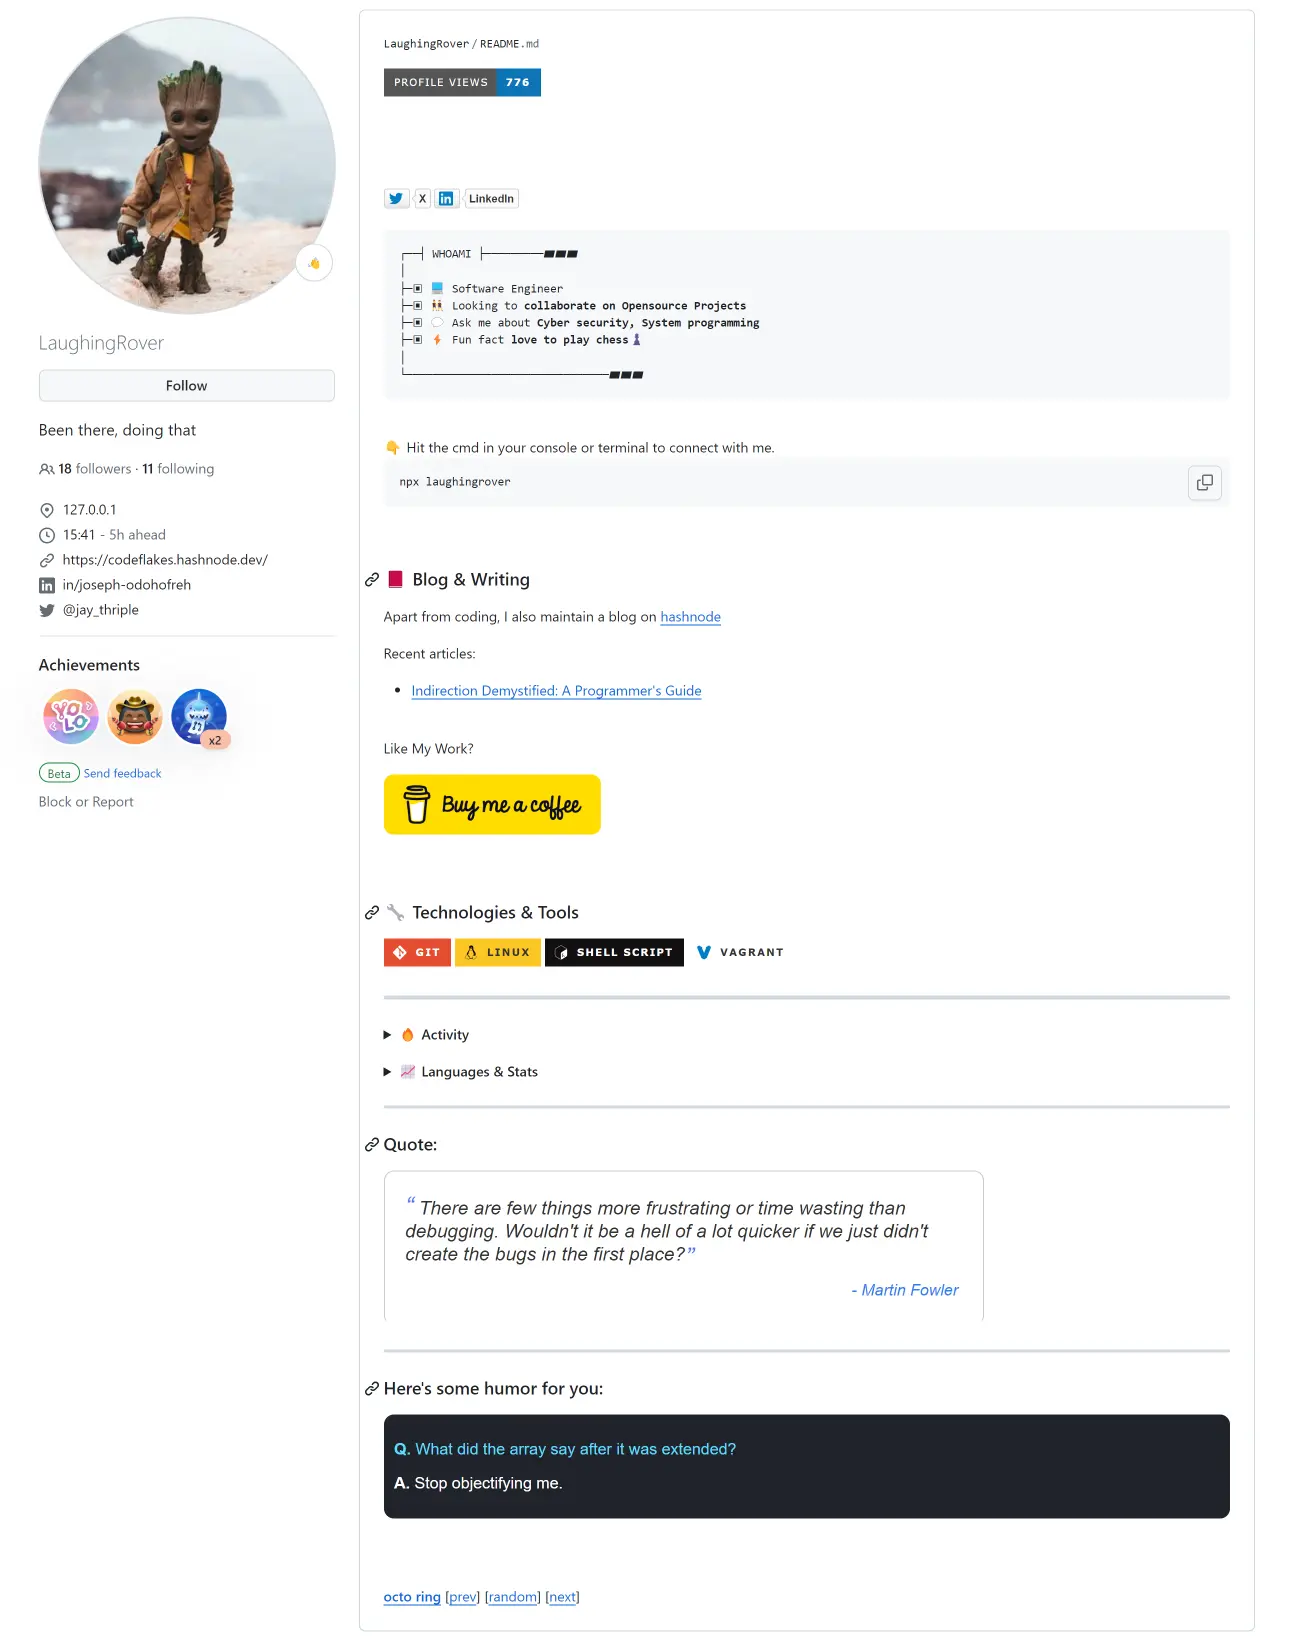 LaughingRover
Follow
Been there, doing that
18 followers · 11 following
127.0.0.1
15:41 - 5h ahead
https://codeflakes.hashnode.dev/
in/joseph-odohofreh
@jay_thriple
Achievements
YOLO
x2
Beta Send feedback
Block or Report
LaughingRover / README.md
PROFILE VIEWS 776
X LinkedIn
WHOAMI
Software Engineer
Looking to collaborate on Opensource Projects
Ask me about Cyber security, System programming
Fun fact love to play chess
Hit the cmd in your console or terminal to connect with me.
npx laughingrover
Blog & Writing
Apart from coding, I also maintain a blog on hashnode
Recent articles:
Indirection Demystified: A Programmer's Guide
Like My Work?
Buy me a coffee
Technologies & Tools
GIT LINUX SHELL SCRIPT VAGRANT
Activity
Languages & Stats
Quote:
“ There are few things more frustrating or time wasting than
debugging. Wouldn't it be a hell of a lot quicker if we just didn't
create the bugs in the first place?”
- Martin Fowler
Here's some humor for you:
Q. What did the array say after it was extended?
A. Stop objectifying me.
octo ring [prev] [random] [next]